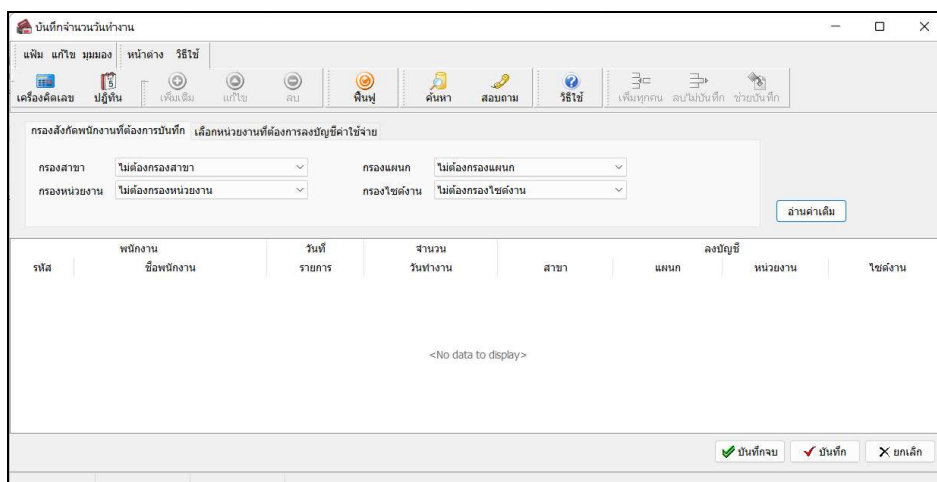 บันทึกจำนวนวันทำงาน
แฟ้ม แก้ไข มุมมอง หน้าต่าง วิธีใช้
เครื่องคิดเลข ปฏิทิน เพิ่มเติม แก้ไข ลบ ฟื้นฟู ค้นหา สอบถาม วิธีใช้ เพิ่มทุกคน ลบไม่บันทึก ช่วยบันทึก
กรองสังกัดพนักงานที่ต้องการบันทึก เลือกหน่วยงานที่ต้องการลงบัญชีค่าใช้จ่าย
กรองสาขา ไม่ต้องกรองสาขา กรองแผนก ไม่ต้องกรองแผนก
กรองหน่วยงาน ไม่ต้องกรองหน่วยงาน กรองไซต์งาน ไม่ต้องกรองไซต์งาน
อ่านค่าเดิม
พนักงาน วันที่ จำนวน ลงบัญชี
รหัส ชื่อพนักงาน รายการ วันทำงาน สาขา แผนก หน่วยงาน ไซต์งาน
<No data to display>
บันทึกจบ บันทึก ยกเลิก